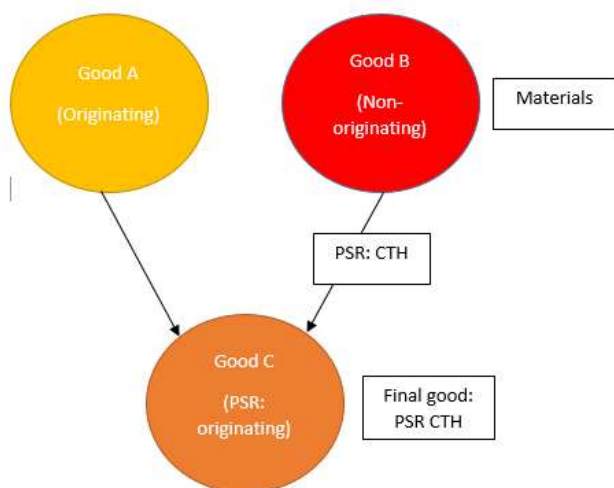 Good A
(Originating)
Good B
(Non-
originating)
Materials
PSR: CTH
Good C
(PSR:
originating)
Final good:
PSR CTH